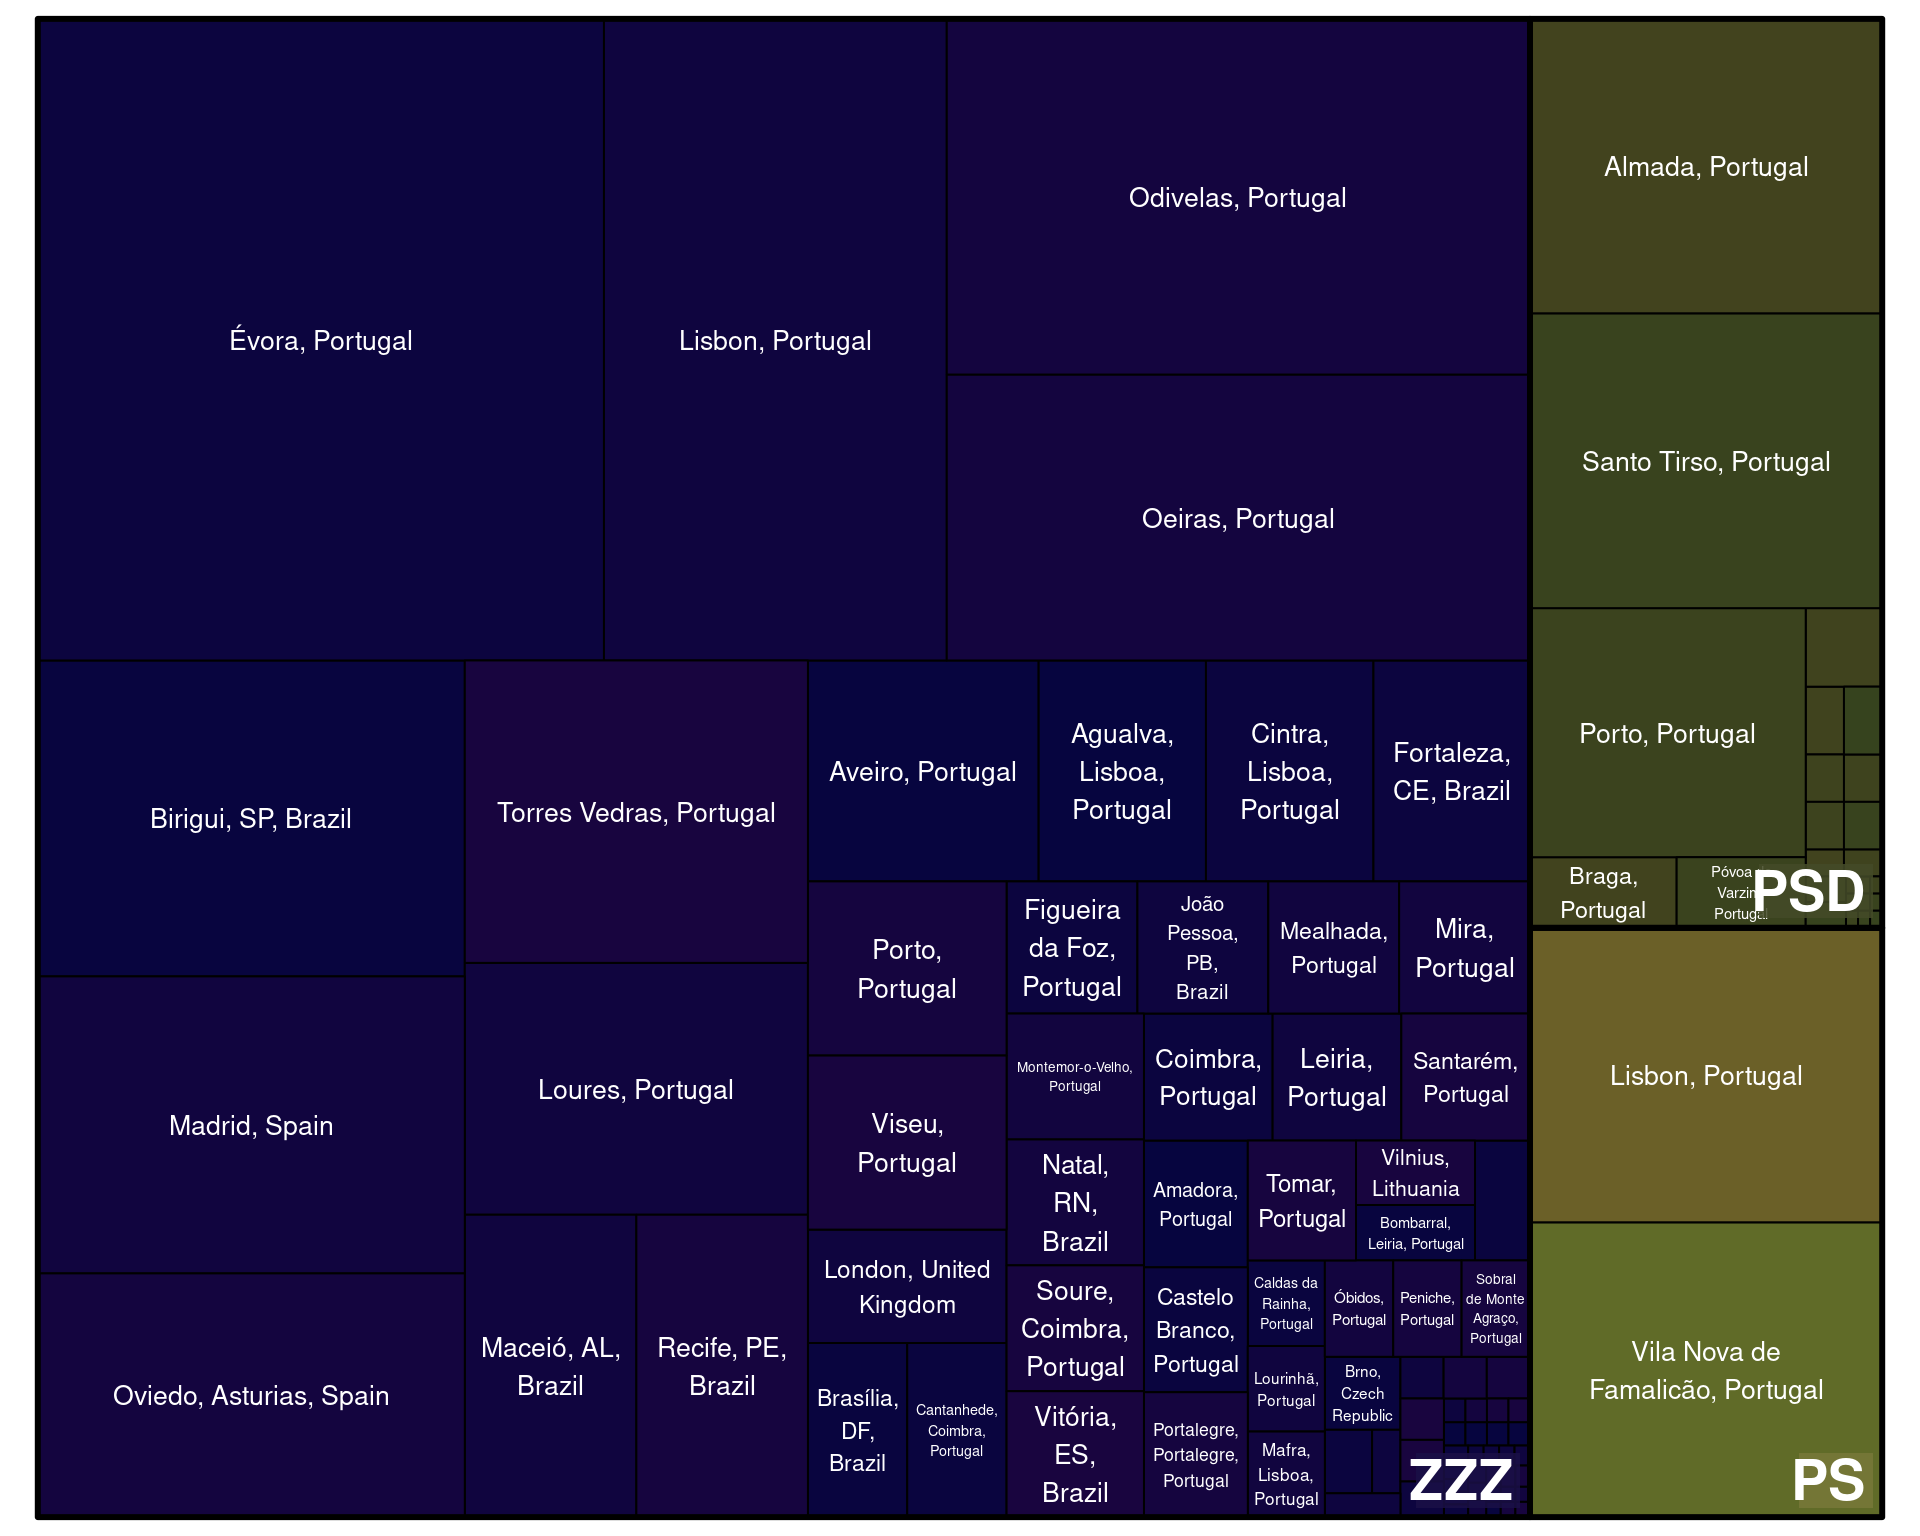 Évora, Portugal
Lisbon, Portugal
Odivelas, Portugal
Oeiras, Portugal
Birigui, SP, Brazil
Madrid, Spain
Oviedo, Asturias, Spain
Torres Vedras, Portugal
Loures, Portugal
Maceió, AL,
Brazil
Recife, PE,
Brazil
Aveiro, Portugal
Agualva,
Lisboa,
Portugal
Cintra,
Lisboa,
Portugal
Fortaleza,
CE, Brazil
Porto,
Portugal
Viseu,
Portugal
London, United
Kingdom
Brasília,
DF,
Brazil
Cantanhede,
Coimbra,
Portugal
Figueira
da Foz,
Portugal
João
Pessoa,
PB,
Brazil
Mealhada,
Portugal
Mira,
Portugal
Montemor-o-Velho,
Portugal
Coimbra,
Portugal
Leiria,
Portugal
Santarém,
Portugal
Natal,
RN,
Brazil
Soure,
Coimbra,
Portugal
Vitória,
ES,
Brazil
Amadora,
Portugal
Castelo
Branco,
Portugal
Portalegre,
Portalegre,
Portugal
Tomar,
Portugal
Vilnius,
Lithuania
Bombarral,
Leiria, Portugal
Caldas da
Rainha,
Portugal
Lourinhã,
Portugal
Mafra,
Lisboa,
Portugal
Óbidos,
Portugal
Peniche,
Portugal
Sobral
de Monte
Agraço,
Portugal
Brno,
Czech
Republic
ZZZ
Almada, Portugal
Santo Tirso, Portugal
Porto, Portugal
Braga,
Portugal
Póvoa
Varzim
Portugal
PSD
Lisbon, Portugal
Vila Nova de
Famalicão, Portugal
PS